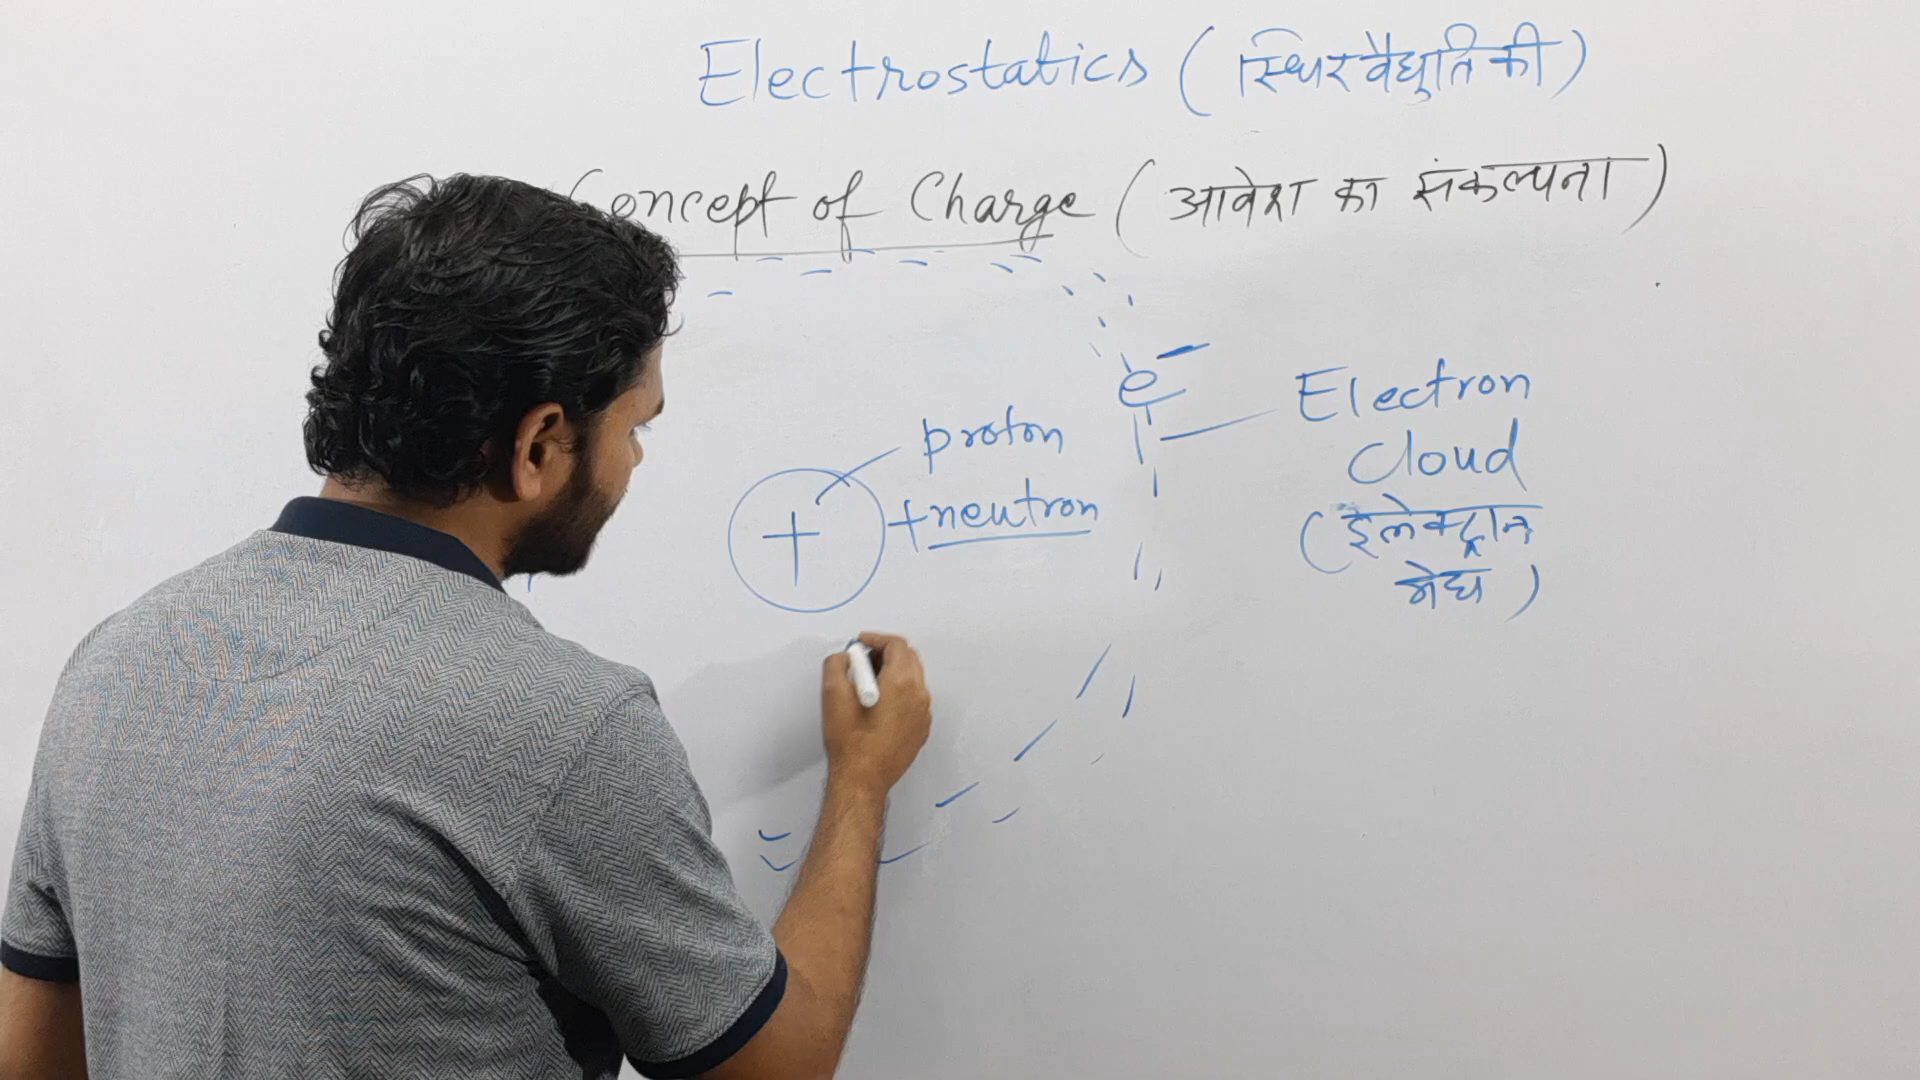 Electrostatics (स्थिरवैद्युतिकी)
Concept of Charge (आवेश का संकल्पना)
e⁻
proton
+neutron
+
Electron
Cloud
(इलेक्ट्रान
मेघ)